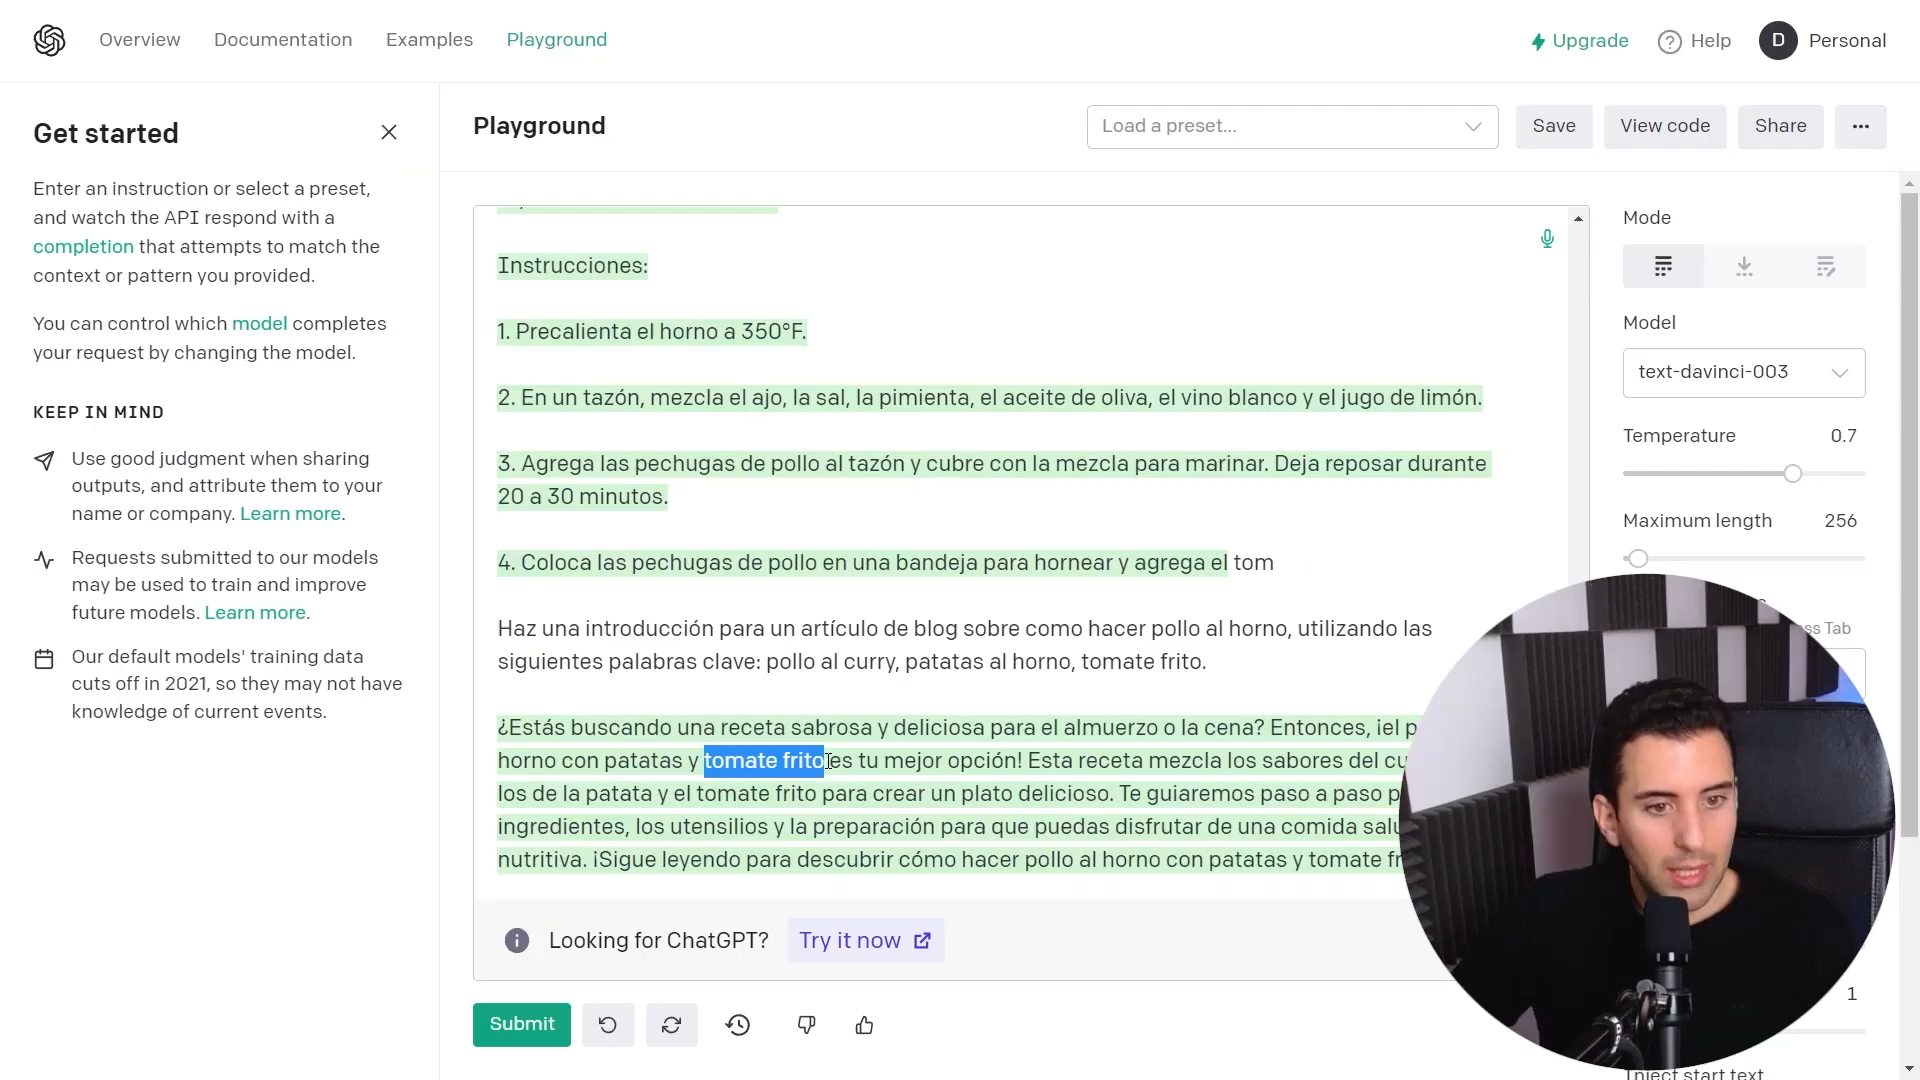 Overview Documentation Examples Playground
Upgrade Help D Personal
Get started
Enter an instruction or select a preset,
and watch the API respond with a
completion that attempts to match the
context or pattern you provided.
You can control which model completes
your request by changing the model.
KEEP IN MIND
Use good judgment when sharing
outputs, and attribute them to your
name or company. Learn more.
Requests submitted to our models
may be used to train and improve
future models. Learn more.
Our default models' training data
cuts off in 2021, so they may not have
knowledge of current events.
Playground
Load a preset...
Save View code Share ...
Instrucciones:
1. Precalienta el horno a 350°F.
2. En un tazón, mezcla el ajo, la sal, la pimienta, el aceite de oliva, el vino blanco y el jugo de limón.
3. Agrega las pechugas de pollo al tazón y cubre con la mezcla para marinar. Deja reposar durante
20 a 30 minutos.
4. Coloca las pechugas de pollo en una bandeja para hornear y agrega el tom
Haz una introducción para un artículo de blog sobre como hacer pollo al horno, utilizando las
siguientes palabras clave: pollo al curry, patatas al horno, tomate frito.
¿Estás buscando una receta sabrosa y deliciosa para el almuerzo o la cena? Entonces, ¡el
horno con patatas y tomate frito es tu mejor opción! Esta receta mezcla los sabores del
los de la patata y el tomate frito para crear un plato delicioso. Te guiaremos paso a paso
ingredientes, los utensilios y la preparación para que puedas disfrutar de una comida
nutritiva. ¡Sigue leyendo para descubrir cómo hacer pollo al horno con patatas y tomate
Looking for ChatGPT? Try it now
Submit
Mode
Model
text-davinci-003
Temperature 0.7
Maximum length 256
Tab
1
Inject start text